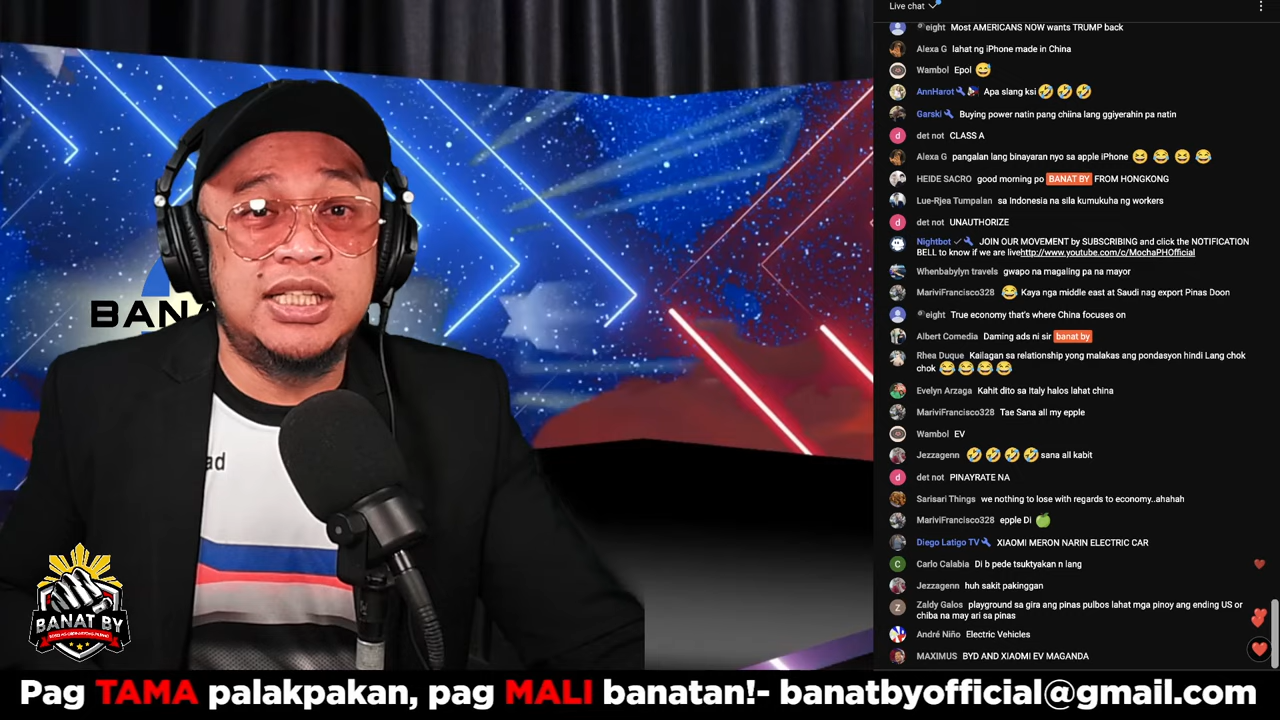 BANA
ad
BANAT BY
Live chat
eight Most AMERICANS NOW wants TRUMP back
Alexa G lahat ng iPhone made in China
Wambol Epol 😅
AnnHarot Apa slang ksi 🤣 🤣 🤣
Garski Buying power natin pang chiina lang ggiyerahin pa natin
d det not CLASS A
Alexa G pangalan lang binayaran nyo sa apple iPhone 😆 😂 😆 😂
HEIDE SACRO good morning po BANAT BY FROM HONGKONG
Lue-Rjea Tumpalan sa Indonesia na sila kumukuha ng workers
d det not UNAUTHORIZE
Nightbot JOIN OUR MOVEMENT by SUBSCRIBING and click the NOTIFICATION
BELL to know if we are livehttp://www.youtube.com/c/MochaPHOfficial
Whenbabylyn travels gwapo na magaling pa na mayor
MariviFrancisco328 😂 Kaya nga middle east at Saudi nag export Pinas Doon
eight True economy that's where China focuses on
Albert Comedia Daming ads ni sir banat by
Rhea Duque Kailagan sa relationship yong malakas ang pondasyon hindi Lang chok
chok 😂 😂 😂 😂
Evelyn Arzaga Kahit dito sa Italy halos lahat china
MariviFrancisco328 Tae Sana all my epple
Wambol EV
Jezzagenn 🤣 🤣 🤣 🤣 sana all kabit
d det not PINAYRATE NA
Sarisari Things we nothing to lose with regards to economy..ahahah
MariviFrancisco328 epple Di 🍏
Diego Latigo TV XIAOMI MERON NARIN ELECTRIC CAR
C Carlo Calabia Di b pede tsuktyakan n lang
Jezzagenn huh sakit pakinggan
Z Zaldy Galos playground sa gira ang pinas pulbos lahat mga pinoy ang ending US or
chiba na may ari sa pinas
André Niño Electric Vehicles
MAXIMUS BYD AND XIAOMI EV MAGANDA
Pag TAMA palakpakan, pag MALI banatan!- banatbyofficial@gmail.com